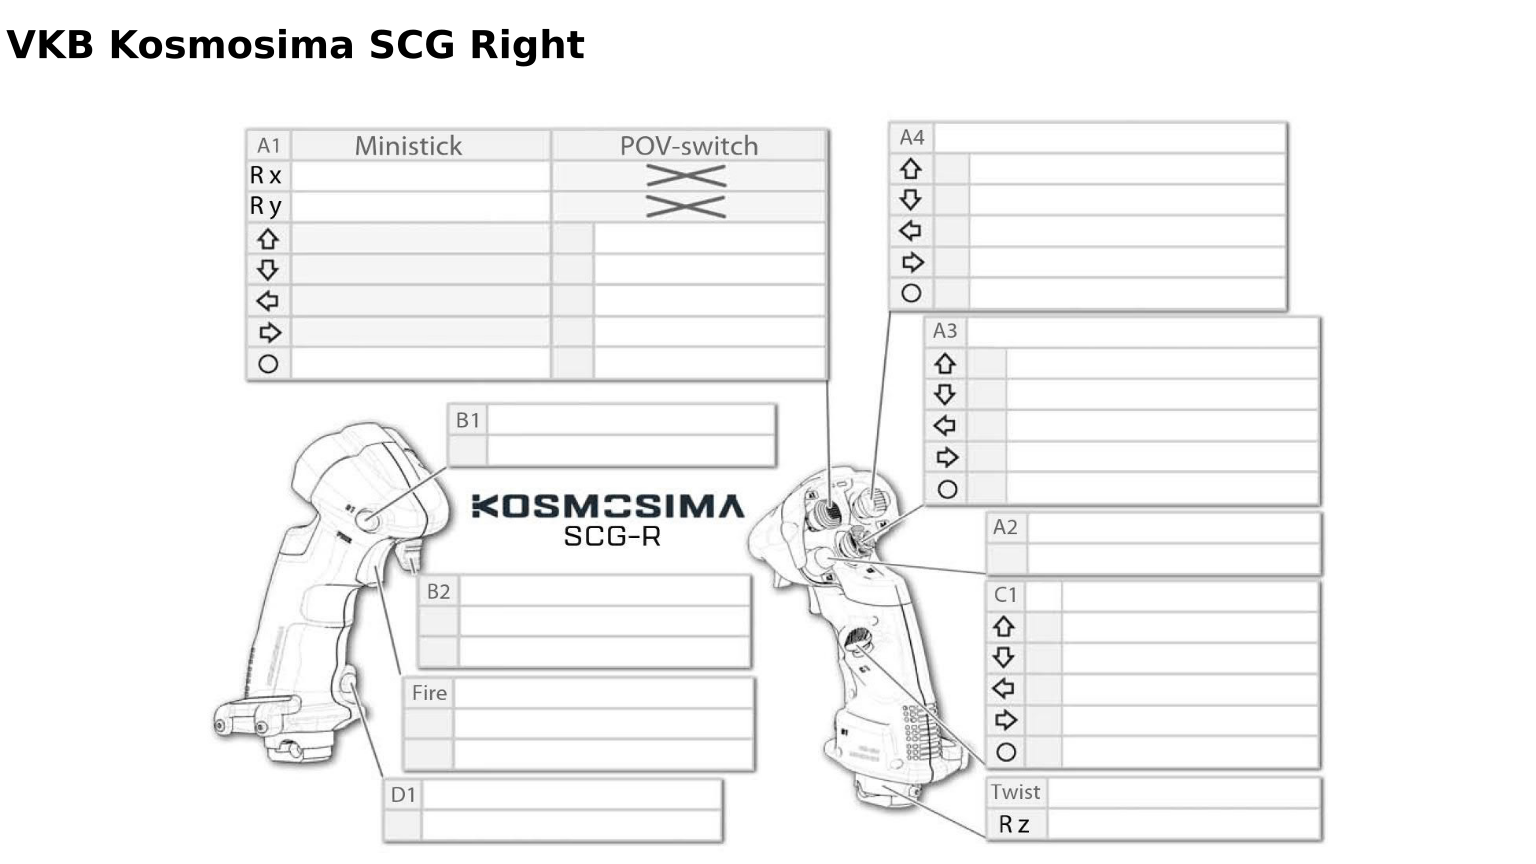 VKB Kosmosima SCG Right
A1 Ministick POV-switch
R x
R y
A4
A3
B1
KOSMOSIMA
SCG-R
A2
B2
C1
Fire
D1
Twist
R z